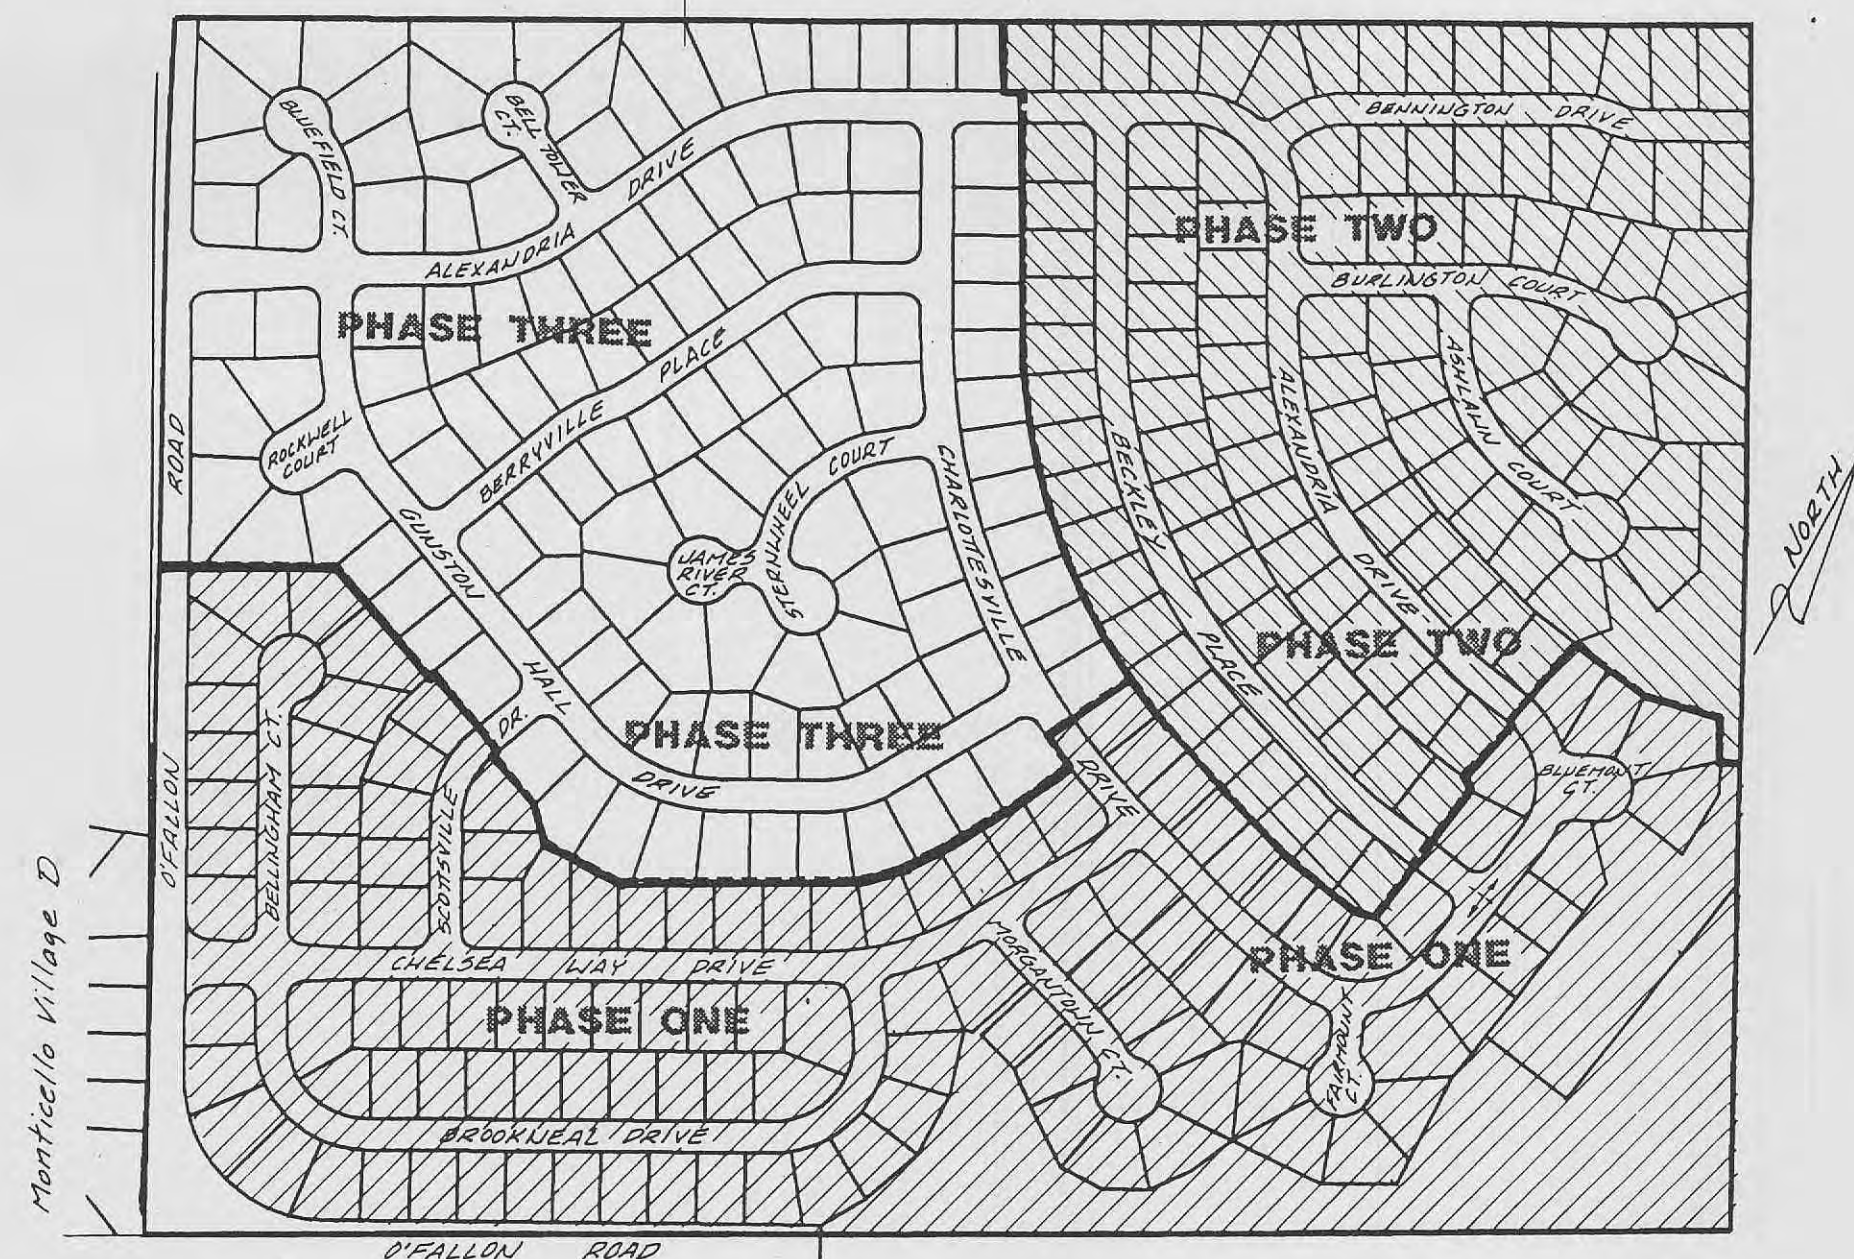 BENNINGTON DRIVE
BLUEFIELD CT.
BELL TOWER
CT.
ALEXANDRIA DRIVE
PHASE THREE
PHASE TWO
BURLINGTON COURT
ASHLAWN COURT
BERRYVILLE PLACE
ROCKWELL
COURT
ROAD
O'FALLON
GUNSTON HALL DRIVE
STERNWHEEL COURT
JAMES
RIVER
CT.
CHARLOTTESVILLE DRIVE
BECKLEY PLACE
ALEXANDRIA DRIVE
NORTH
PHASE TWO
PHASE THREE
BLUEMONT
CT.
BELLINGHAM CT.
SCOTTSVILLE DR.
CHELSEA WAY DRIVE
PHASE ONE
MORGANTOWN CT.
PHASE ONE
FAIRMOUNT
CT.
BROOKNEAL DRIVE
Monticello Village D
O'FALLON ROAD